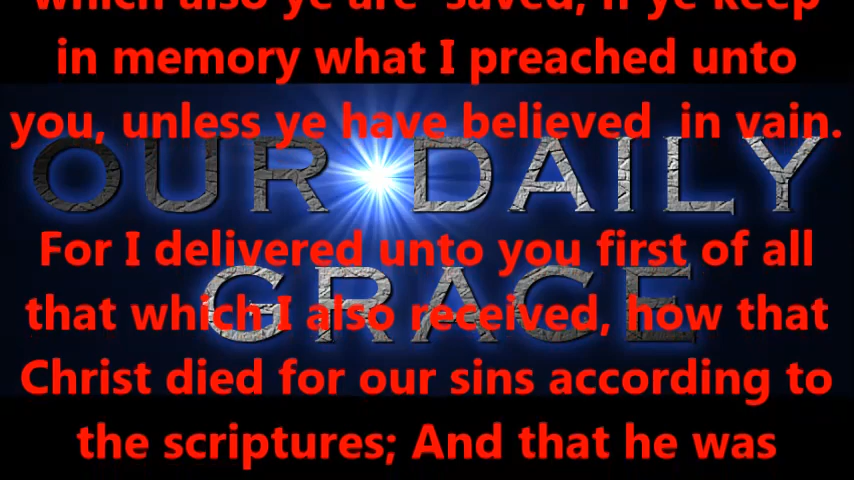 which also ye are saved, if ye keep
in memory what I preached unto
you, unless ye have believed in vain.
OUR DAILY
For I delivered unto you first of all
GRACE
that which I also received, how that
Christ died for our sins according to
the scriptures; And that he was